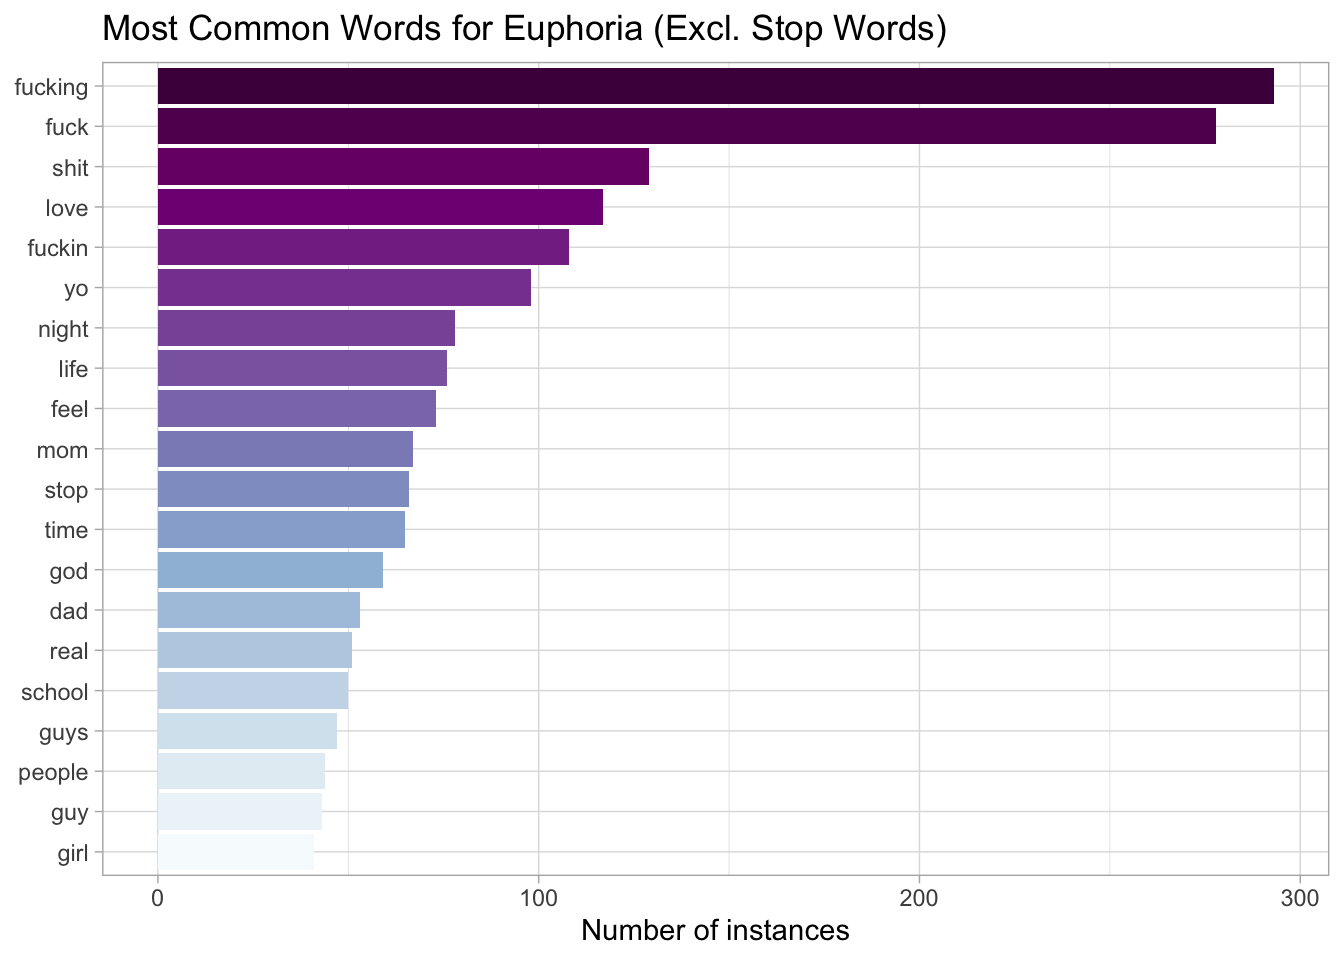 Most Common Words for Euphoria (Excl. Stop Words)
fucking
fuck
shit
love
fuckin
yo
night
life
feel
mom
stop
time
god
dad
real
school
guys
people
guy
girl
0 100 200 300
Number of instances